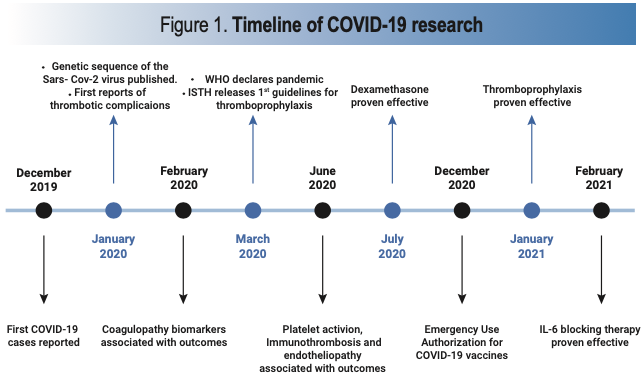 Figure 1. Timeline of COVID-19 research
• Genetic sequence of the
Sars- Cov-2 virus published.
• First reports of
thrombotic complicaions
• WHO declares pandemic
• ISTH releases 1st guidelines for
thromboprophylaxis
Dexamethasone
proven effective
Thromboprophylaxis
proven effective
December
2019
February
2020
June
2020
December
2020
February
2021
January
2020
March
2020
July
2020
January
2021
First COVID-19
cases reported
Coagulopathy biomarkers
associated with outcomes
Platelet activion,
Immunothrombosis and
endotheliopathy
associated with outcomes
Emergency Use
Authorization for
COVID-19 vaccines
IL-6 blocking therapy
proven effective